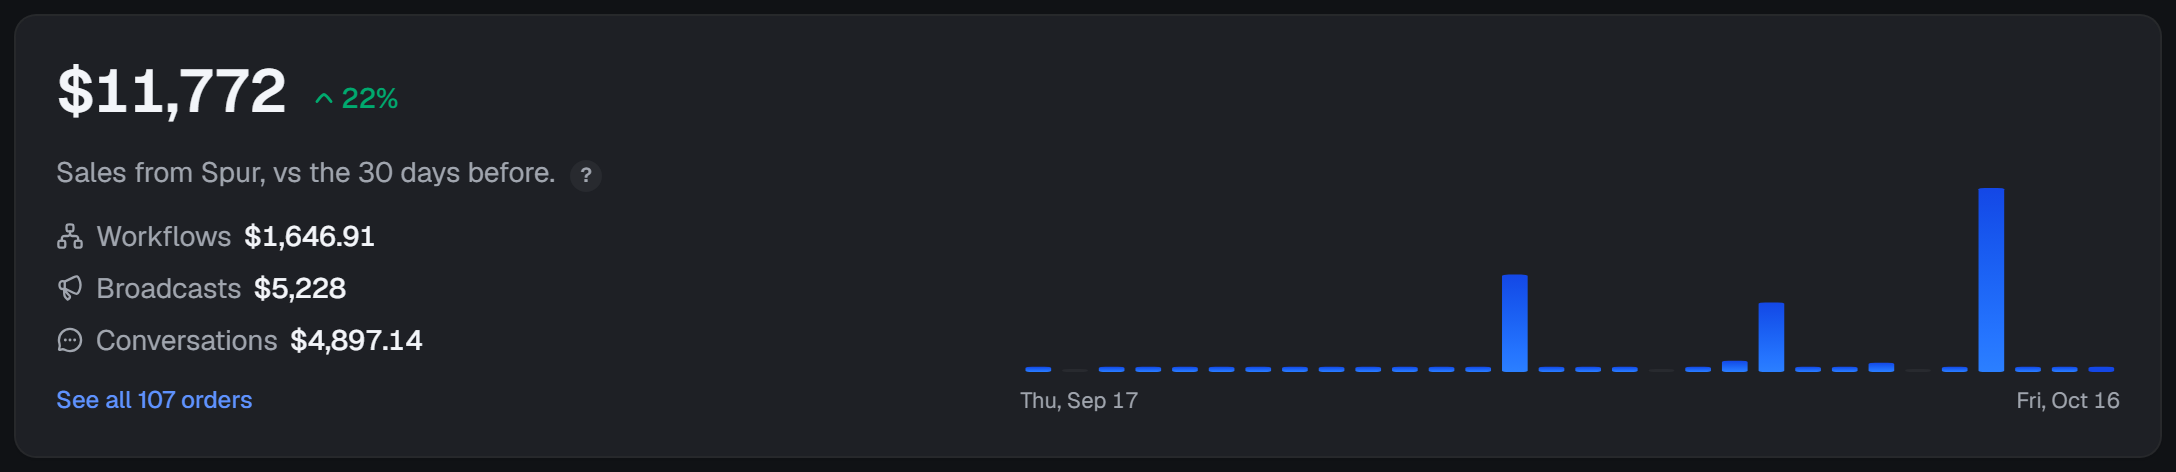 $11,772 22%
Sales from Spur, vs the 30 days before. ?
Workflows $1,646.91
Broadcasts $5,228
Conversations $4,897.14
See all 107 orders
Thu, Sep 17
Fri, Oct 16